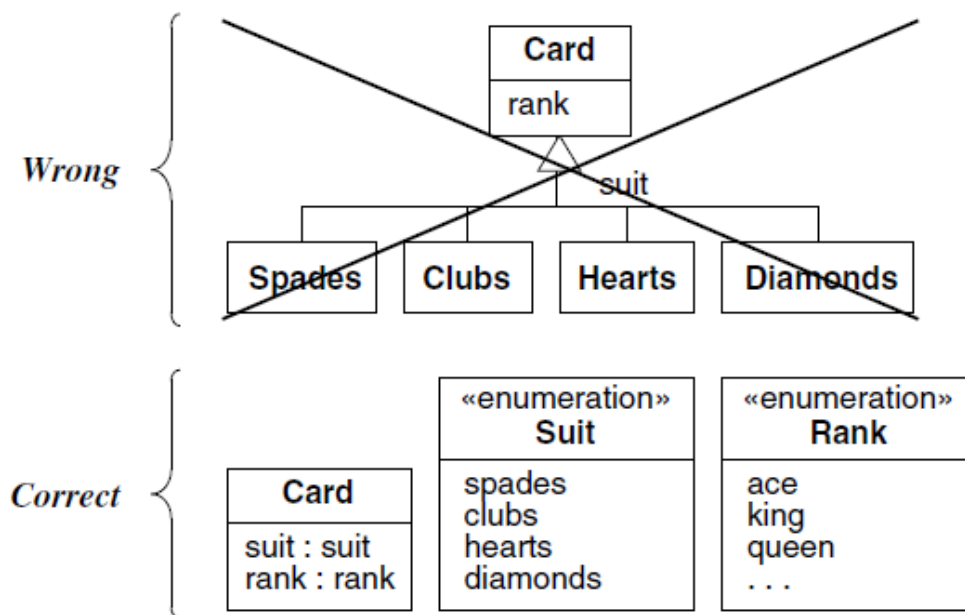 Wrong
Card
rank
suit
Spades Clubs Hearts Diamonds
Correct
Card
suit : suit
rank : rank
«enumeration»
Suit
spades
clubs
hearts
diamonds
«enumeration»
Rank
ace
king
queen
. . .